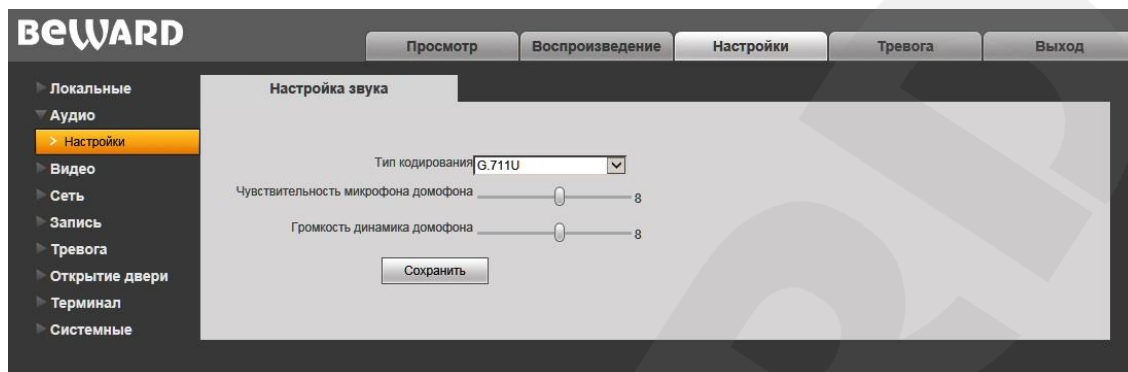 BEWARD
Просмотр Воспроизведение Настройки Тревога Выход
Локальные
Аудио
> Настройки
Видео
Сеть
Запись
Тревога
Открытие двери
Терминал
Системные
Настройка звука
Тип кодирования G.711U
Чувствительность микрофона домофона 8
Громкость динамика домофона 8
Сохранить